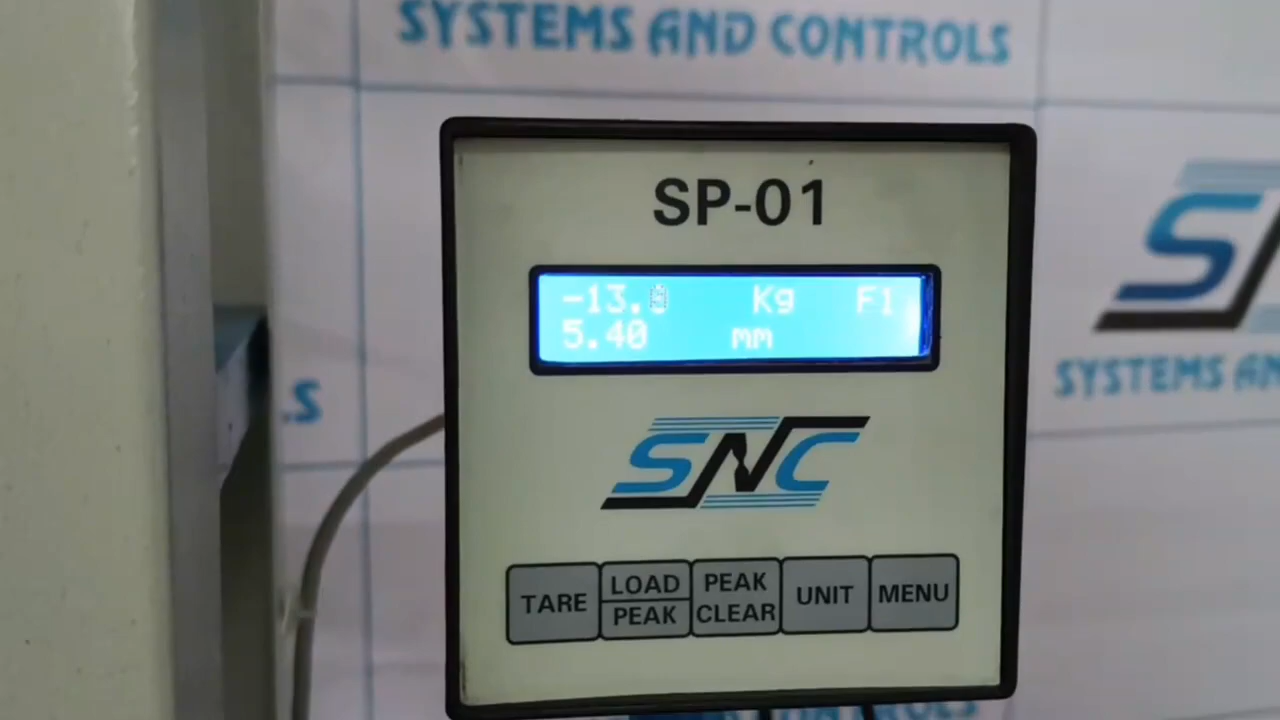 SYSTEMS AND CONTROLS
SP-01
-13. Kg F1
5.40 mm
SNC
TARE
LOAD
PEAK
PEAK
CLEAR
UNIT
MENU
S
SYSTEMS AN
.S